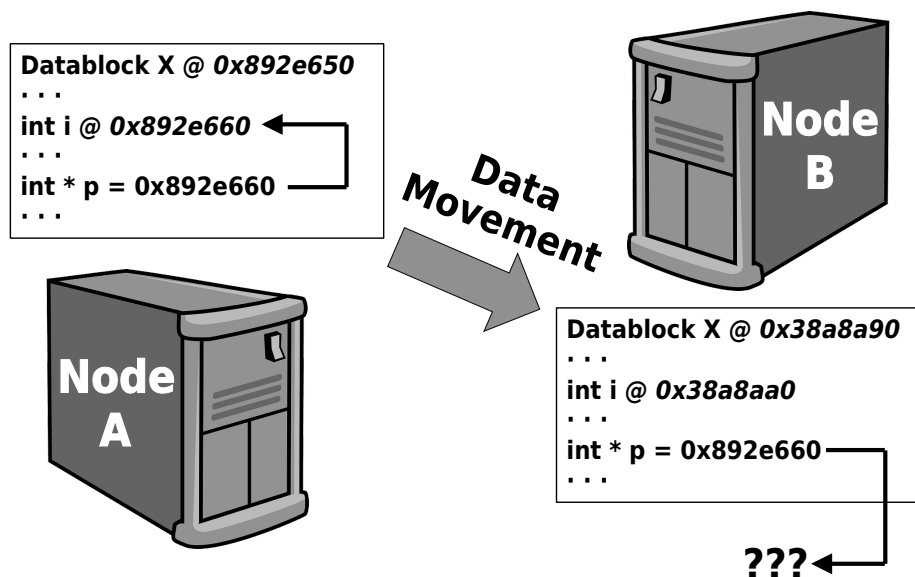 Datablock X @ 0x892e650
. . .
int i @ 0x892e660
. . .
int * p = 0x892e660
. . .
Node
A
Data
Movement
Node
B
Datablock X @ 0x38a8a90
. . .
int i @ 0x38a8aa0
. . .
int * p = 0x892e660
. . .
???